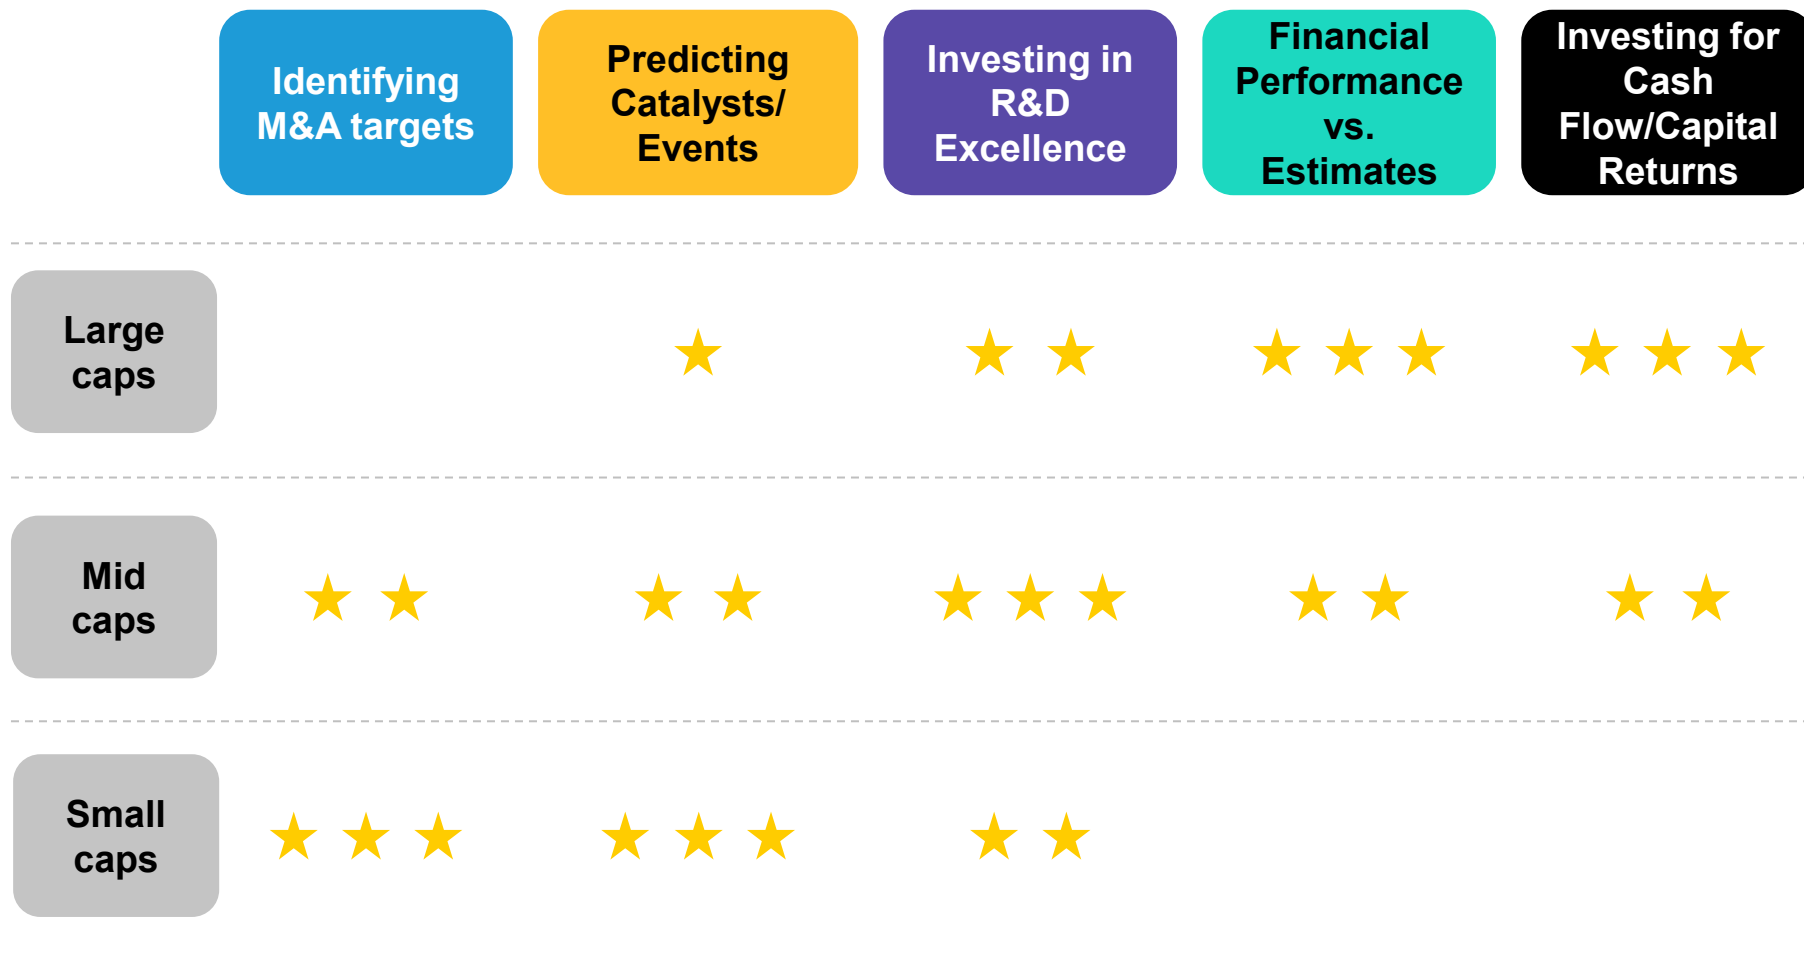 Identifying
M&A targets
Predicting
Catalysts/
Events
Investing in
R&D
Excellence
Financial
Performance
vs.
Estimates
Investing for
Cash
Flow/Capital
Returns
Large
caps
Mid
caps
Small
caps